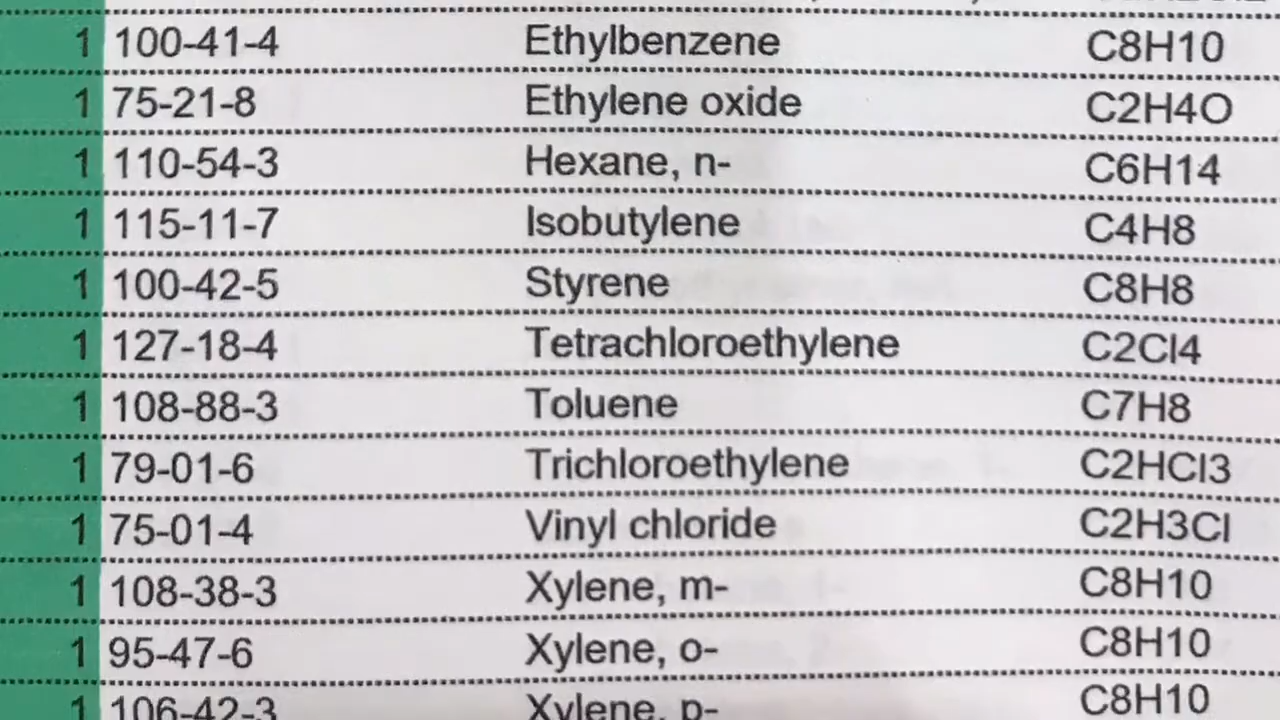 1 100-41-4 Ethylbenzene C8H10
1 75-21-8 Ethylene oxide C2H4O
1 110-54-3 Hexane, n- C6H14
1 115-11-7 Isobutylene C4H8
1 100-42-5 Styrene C8H8
1 127-18-4 Tetrachloroethylene C2Cl4
1 108-88-3 Toluene C7H8
1 79-01-6 Trichloroethylene C2HCl3
1 75-01-4 Vinyl chloride C2H3Cl
1 108-38-3 Xylene, m- C8H10
1 95-47-6 Xylene, o- C8H10
1 106-42-3 Xylene, p- C8H10